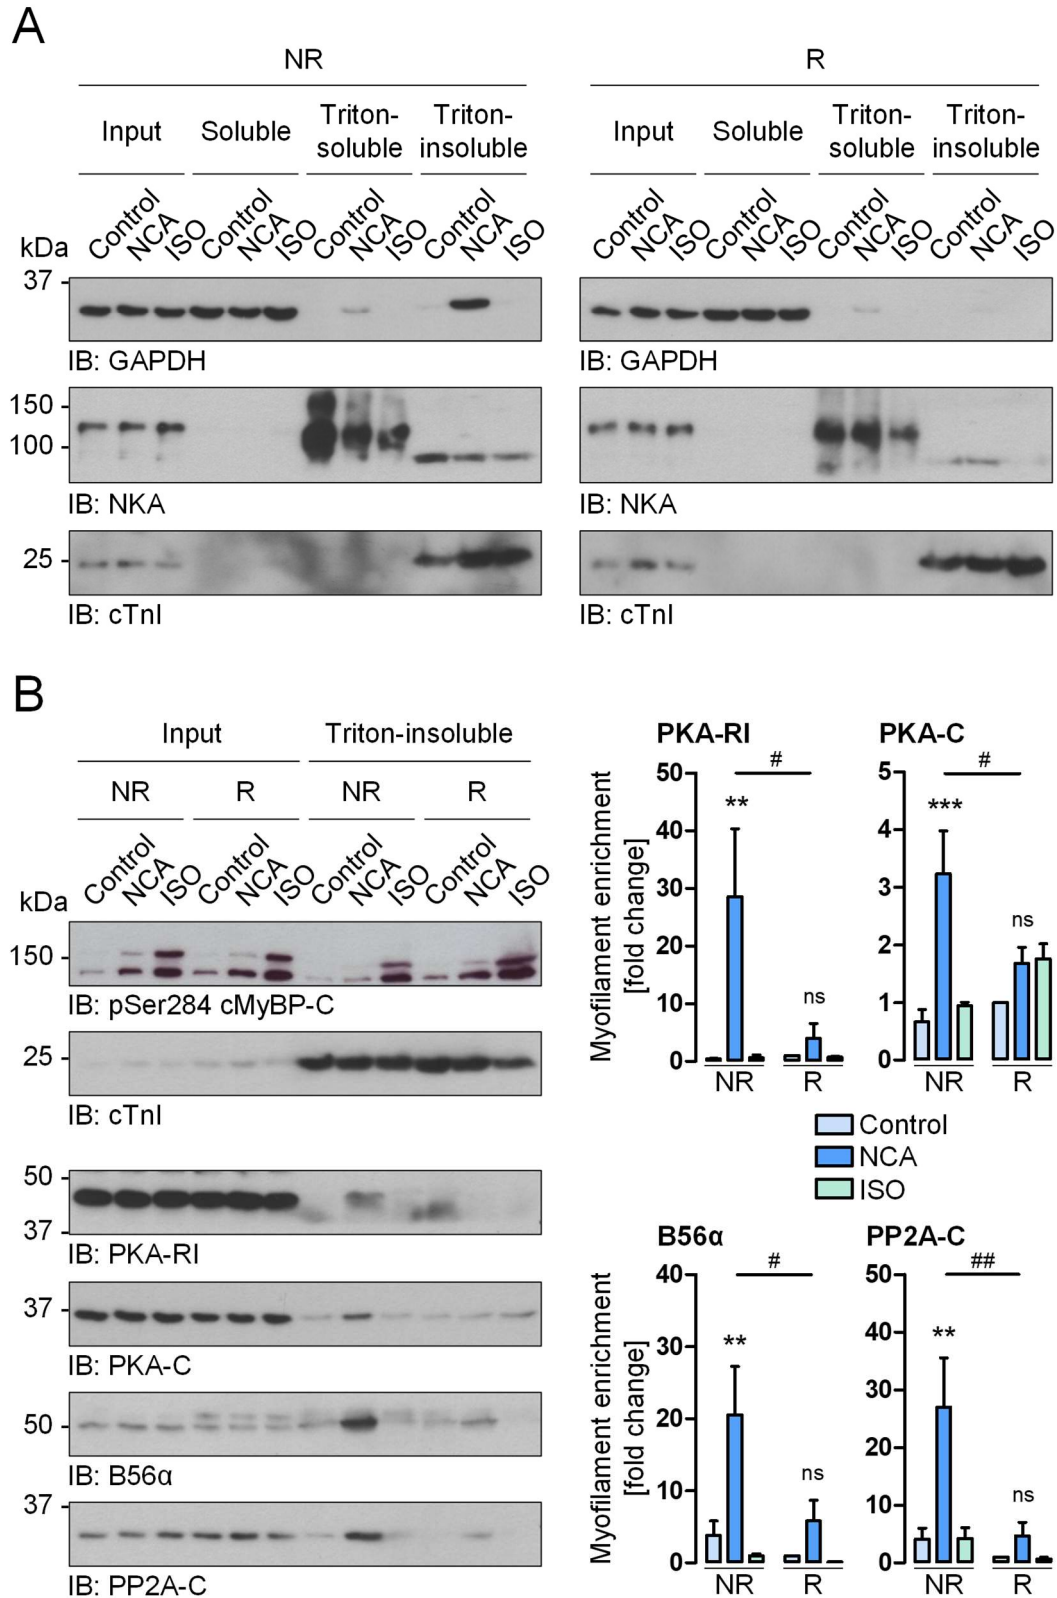 A
NR
R
Input
Soluble
Triton-
soluble
Triton-
insoluble
Input
Soluble
Triton-
soluble
Triton-
insoluble
kDa
Control
NCA
ISO
Control
NCA
ISO
Control
NCA
ISO
Control
NCA
ISO
Control
NCA
ISO
Control
NCA
ISO
Control
NCA
ISO
Control
NCA
ISO
37
IB: GAPDH
IB: GAPDH
150
100
IB: NKA
IB: NKA
25
IB: cTnI
IB: cTnI
B
Input
Triton-insoluble
NR
R
NR
R
kDa
Control
NCA
ISO
Control
NCA
ISO
Control
NCA
ISO
Control
NCA
ISO
150
IB: pSer284 cMyBP-C
25
IB: cTnI
50
37
IB: PKA-RI
37
IB: PKA-C
50
IB: B56α
37
IB: PP2A-C
PKA-RI
Myofilament enrichment
[fold change]
50
40
30
20
10
0
**
#
ns
NR
R
PKA-C
5
4
3
2
1
0
***
#
ns
NR
R
Control
NCA
ISO
B56α
Myofilament enrichment
[fold change]
40
30
20
10
0
**
#
ns
NR
R
PP2A-C
50
40
30
20
10
0
**
##
ns
NR
R